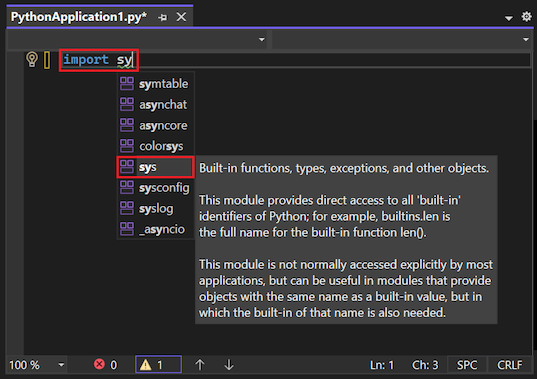 PythonApplication1.py*
import sy
symtable
asynchat
asyncore
colorsys
sys
sysconfig
syslog
_asyncio
Built-in functions, types, exceptions, and other objects.
This module provides direct access to all 'built-in'
identifiers of Python; for example, builtins.len is
the full name for the built-in function len().
This module is not normally accessed explicitly by most
applications, but can be useful in modules that provide
objects with the same name as a built-in value, but in
which the built-in of that name is also needed.
100 % 0 1 Ln: 1 Ch: 3 SPC CRLF